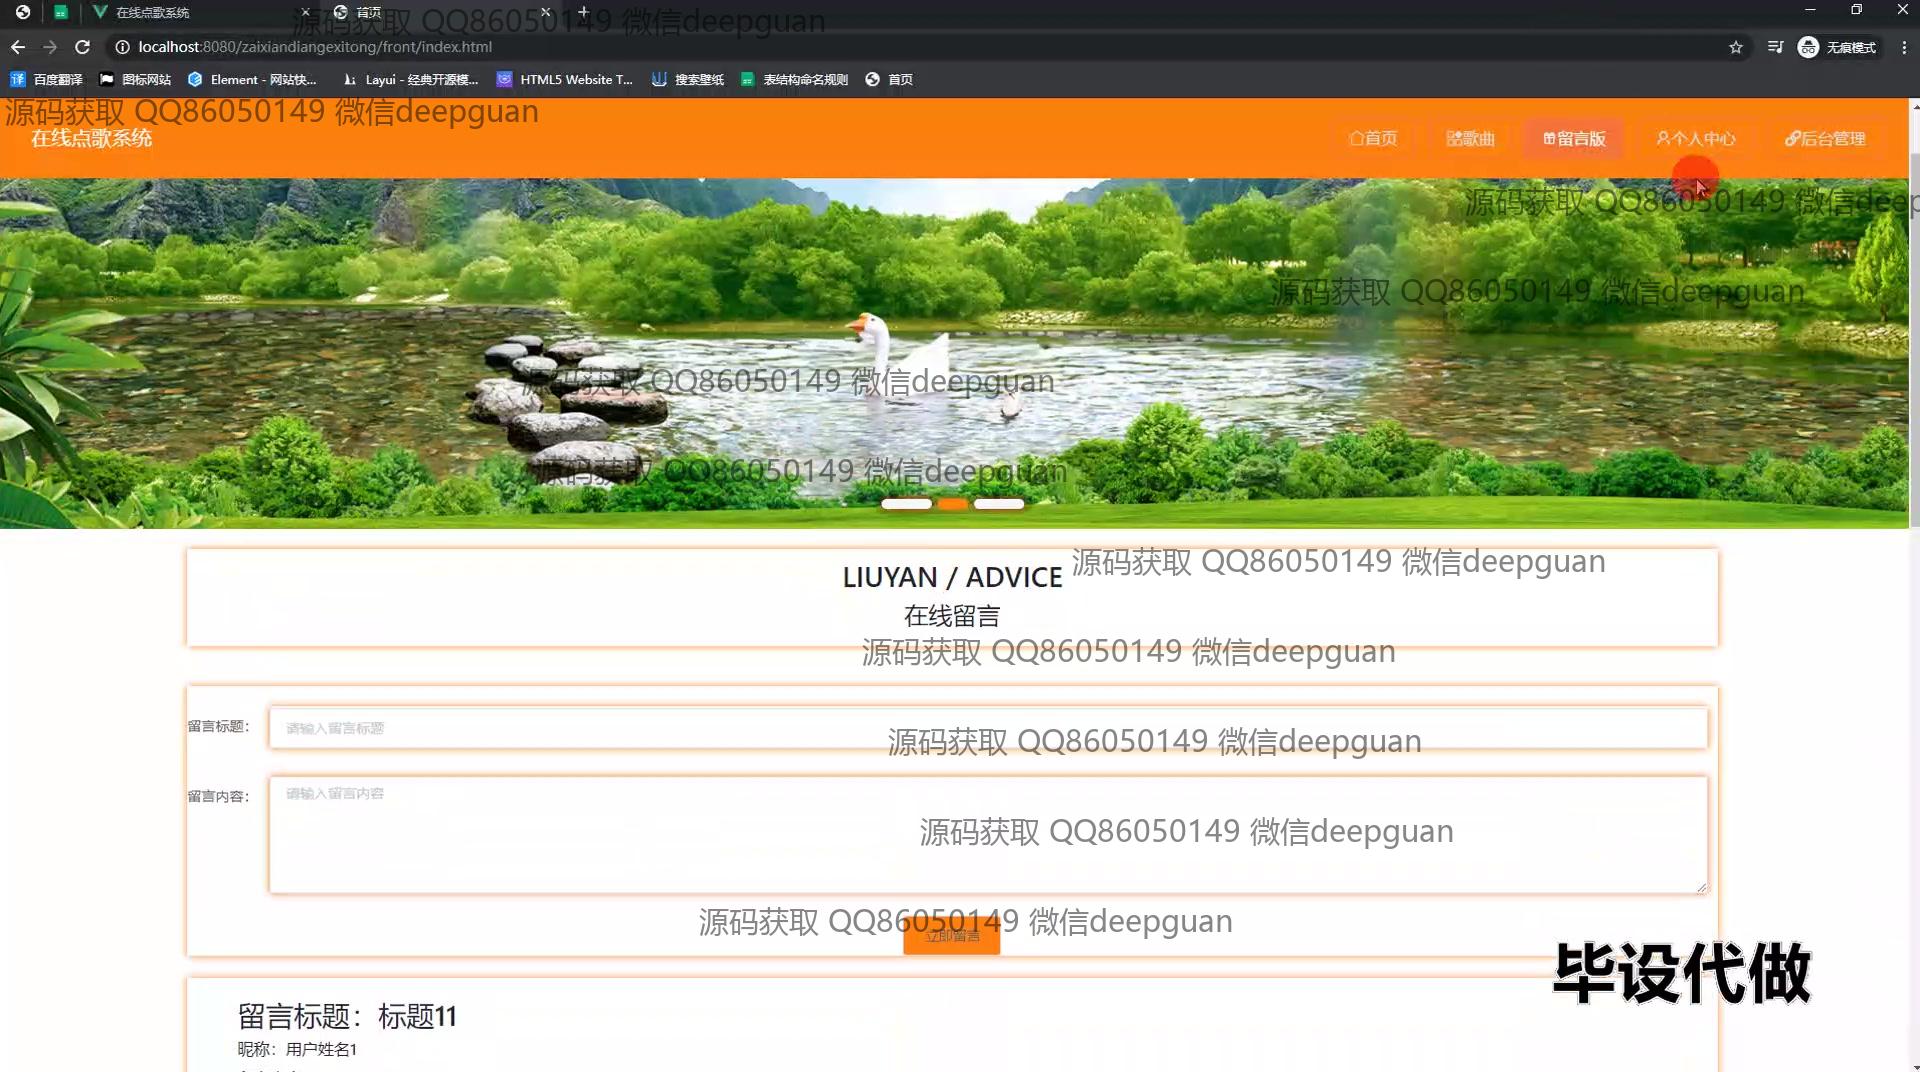 在线点歌系统
首页
源码获取 QQ86050149 微信deepguan
localhost:8080/zaixiandiangexitong/front/index.html
无痕模式
百度翻译
图标网站
Element - 网站快...
Layui - 经典开源模...
HTML5 Website T...
搜索壁纸
表结构命名规则
首页
源码获取 QQ86050149 微信deepguan
在线点歌系统
首页
歌曲
留言版
个人中心
后台管理
源码获取 QQ86050149 微信deep
源码获取 QQ86050149 微信deepguan
源码获取 QQ86050149 微信deepguan
源码获取 QQ86050149 微信deepguan
LIUYAN / ADVICE
源码获取 QQ86050149 微信deepguan
在线留言
源码获取 QQ86050149 微信deepguan
留言标题：
请输入留言标题
源码获取 QQ86050149 微信deepguan
留言内容：
请输入留言内容
源码获取 QQ86050149 微信deepguan
源码获取 QQ86050149 微信deepguan
立即留言
毕设代做
留言标题：标题11
昵称：用户姓名1